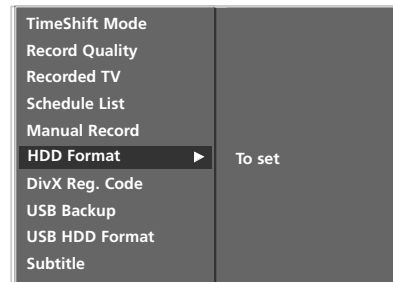 TimeShift Mode
Record Quality
Recorded TV
Schedule List
Manual Record
HDD Format To set
DivX Reg. Code
USB Backup
USB HDD Format
Subtitle